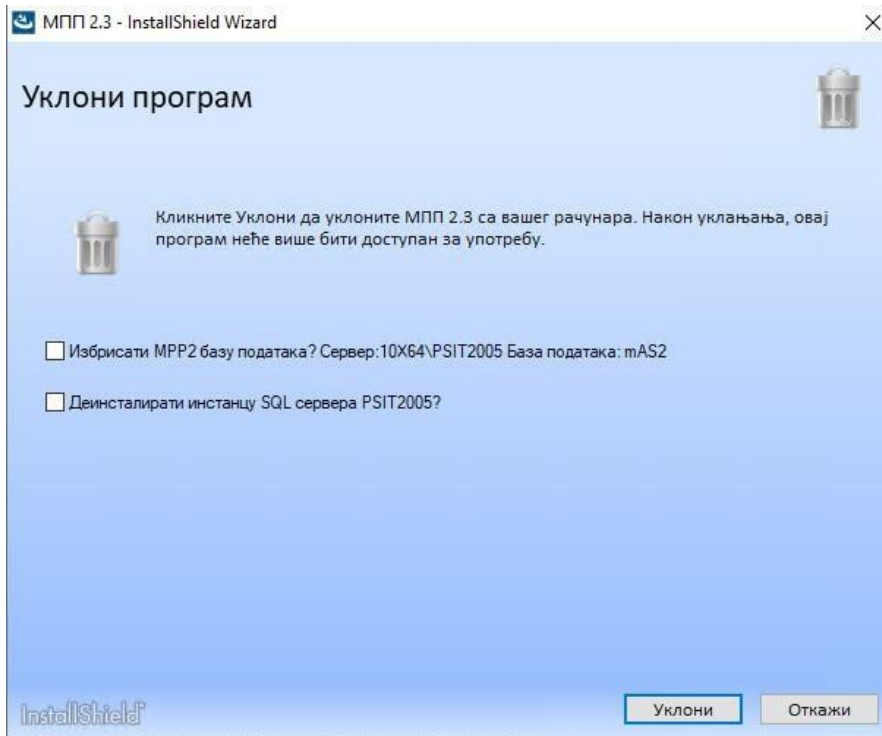 МПП 2.3 - InstallShield Wizard
Уклони програм
Кликните Уклони да уклоните МПП 2.3 са вашег рачунара. Након уклањања, овај
програм неће више бити доступан за употребу.
Избрисати MPP2 базу података? Сервер:10X64\PSIT2005 База података: mAS2
Деинсталирати инстанцу SQL сервера PSIT2005?
InstallShield
Уклони
Откажи